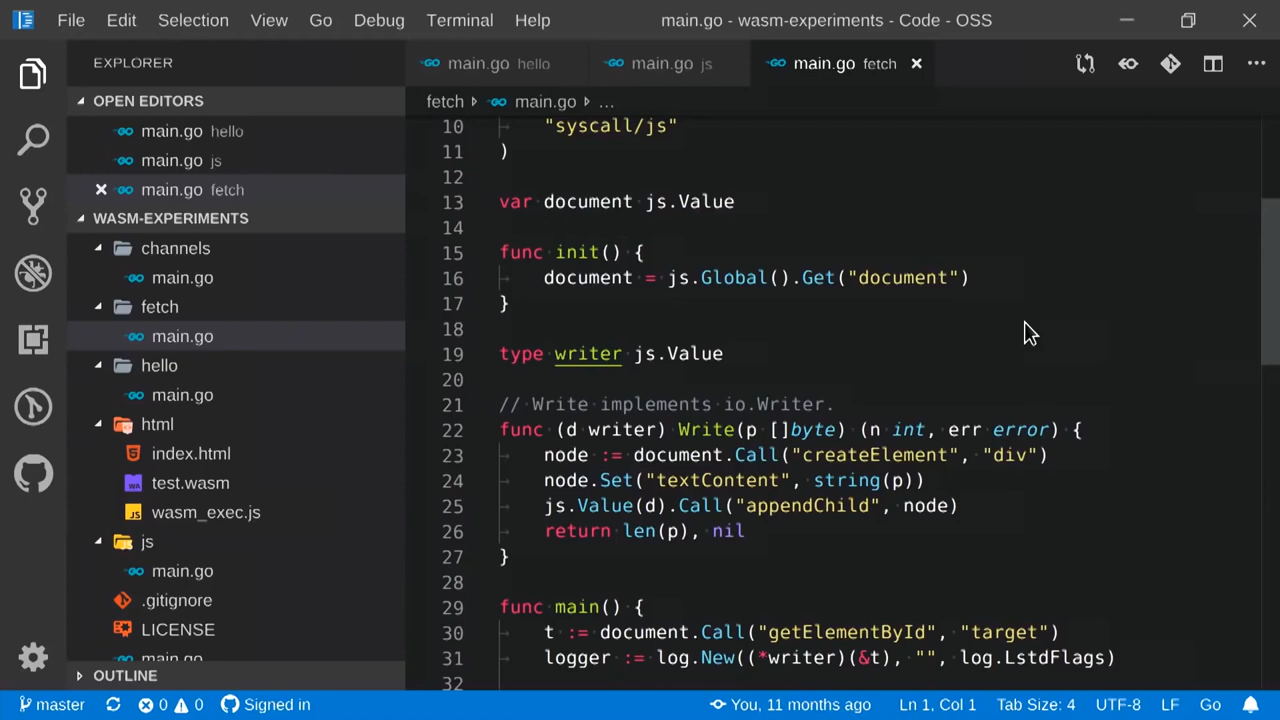 File Edit Selection View Go Debug Terminal Help main.go - wasm-experiments - Code - OSS
EXPLORER
OPEN EDITORS
main.go hello
main.go js
main.go fetch
WASM-EXPERIMENTS
channels
main.go
fetch
main.go
hello
main.go
html
index.html
test.wasm
wasm_exec.js
js
main.go
.gitignore
LICENSE
main.go
OUTLINE
main.go hello main.go js main.go fetch
fetch main.go ...
10 "syscall/js"
11 )
12
13 var document js.Value
14
15 func init() {
16 document = js.Global().Get("document")
17 }
18
19 type writer js.Value
20
21 // Write implements io.Writer.
22 func (d writer) Write(p []byte) (n int, err error) {
23 node := document.Call("createElement", "div")
24 node.Set("textContent", string(p))
25 js.Value(d).Call("appendChild", node)
26 return len(p), nil
27 }
28
29 func main() {
30 t := document.Call("getElementById", "target")
31 logger := log.New((*writer)(&t), "", log.LstdFlags)
32
master 0 0 Signed in You, 11 months ago Ln 1, Col 1 Tab Size: 4 UTF-8 LF Go